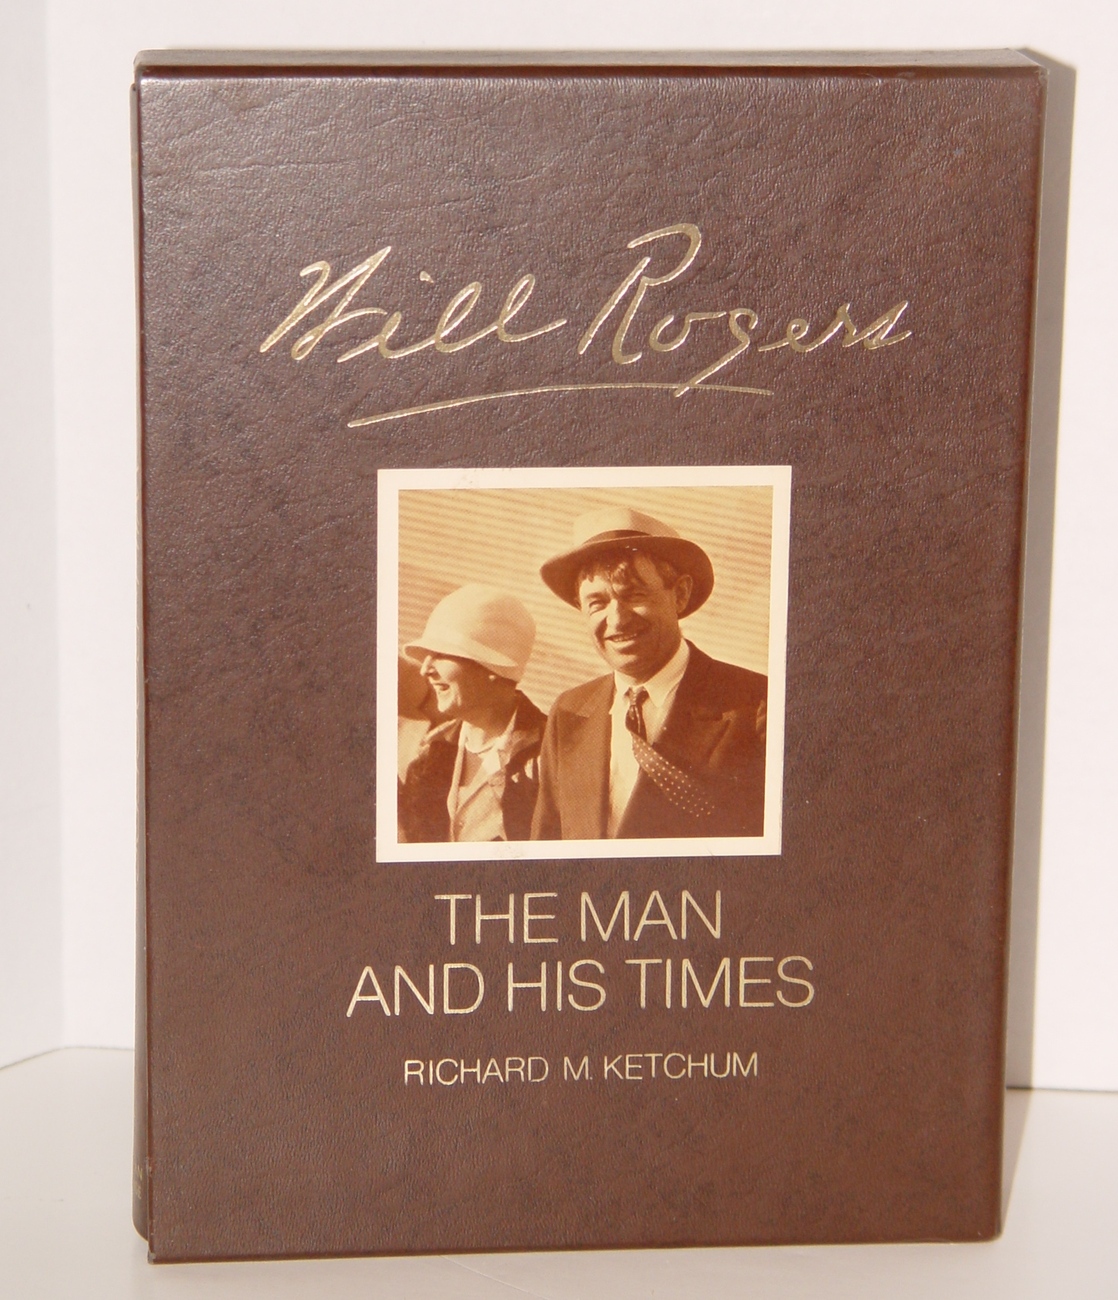 Will Rogers
THE MAN
AND HIS TIMES
RICHARD M. KETCHUM